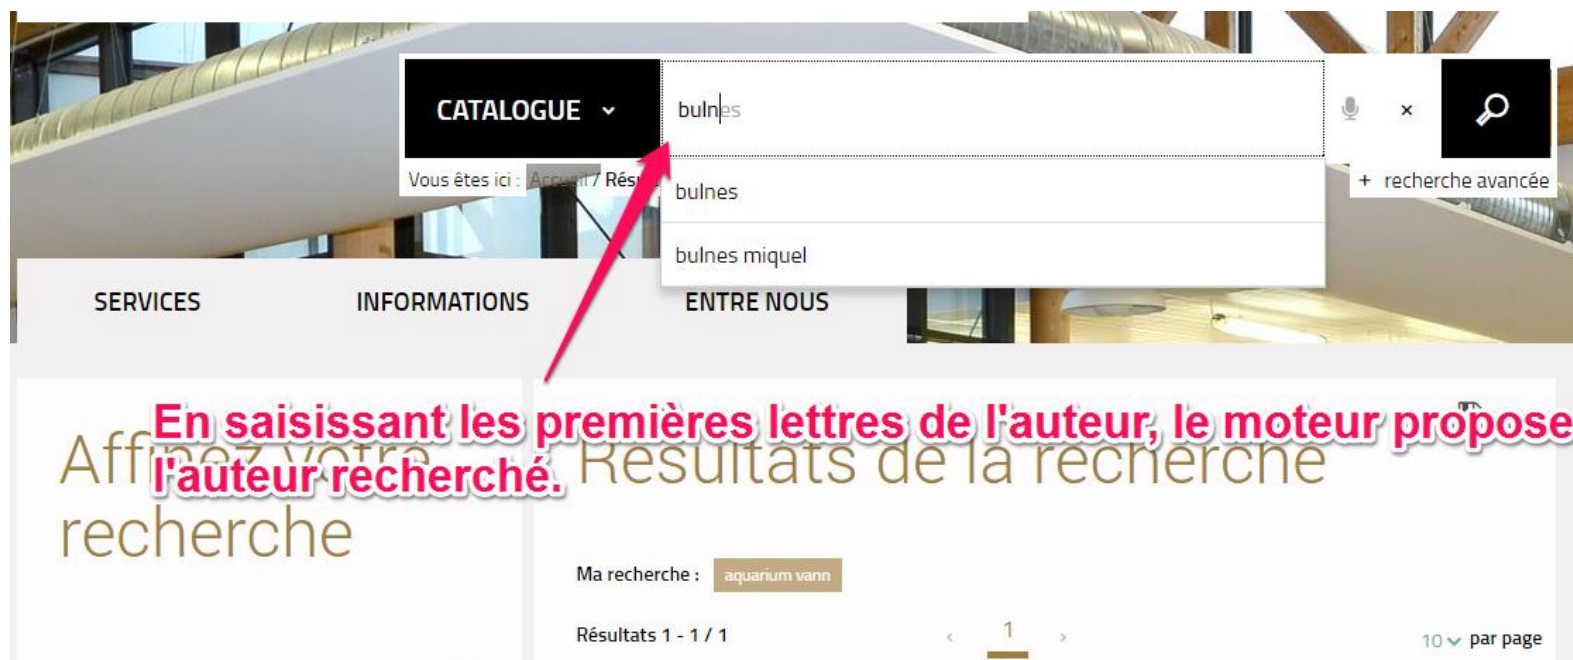 CATALOGUE
bulnes
Vous êtes ici : Accueil / Résu
+ recherche avancée
bulnes
bulnes miquel
SERVICES
INFORMATIONS
ENTRE NOUS
En saisissant les premières lettres de l'auteur, le moteur propose
l'auteur recherché.
Affinez votre
recherche
Résultats de la recherche
Ma recherche : aquarium vann
Résultats 1 - 1 / 1
‹ 1 ›
10 par page